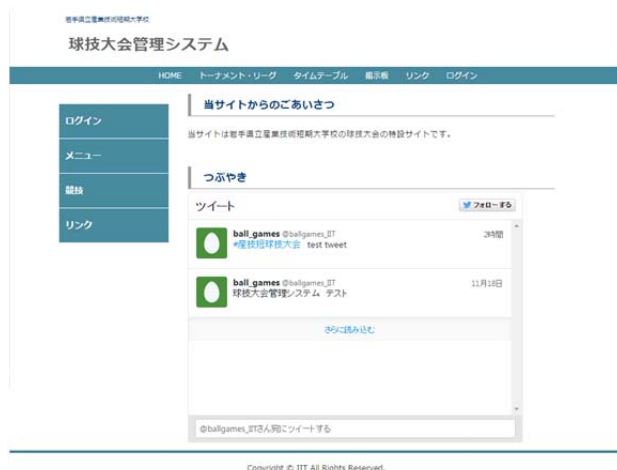 岩手県立産業技術短期大学校
球技大会管理システム
HOME トーナメント・リーグ タイムテーブル 掲示板 リンク ログイン
ログイン
メニュー
競技
リンク
当サイトからのごあいさつ
当サイトは岩手県立産業技術短期大学校の球技大会の特設サイトです。
つぶやき
ツイート
フォローする
ball_games @ballgames_IIT 2時間
#産技短球技大会 test tweet
ball_games @ballgames_IIT 11月18日
球技大会管理システム テスト
さらに読み込む
@ballgames_IITさん宛にツイートする
Copyright © IIT All Rights Reserved.